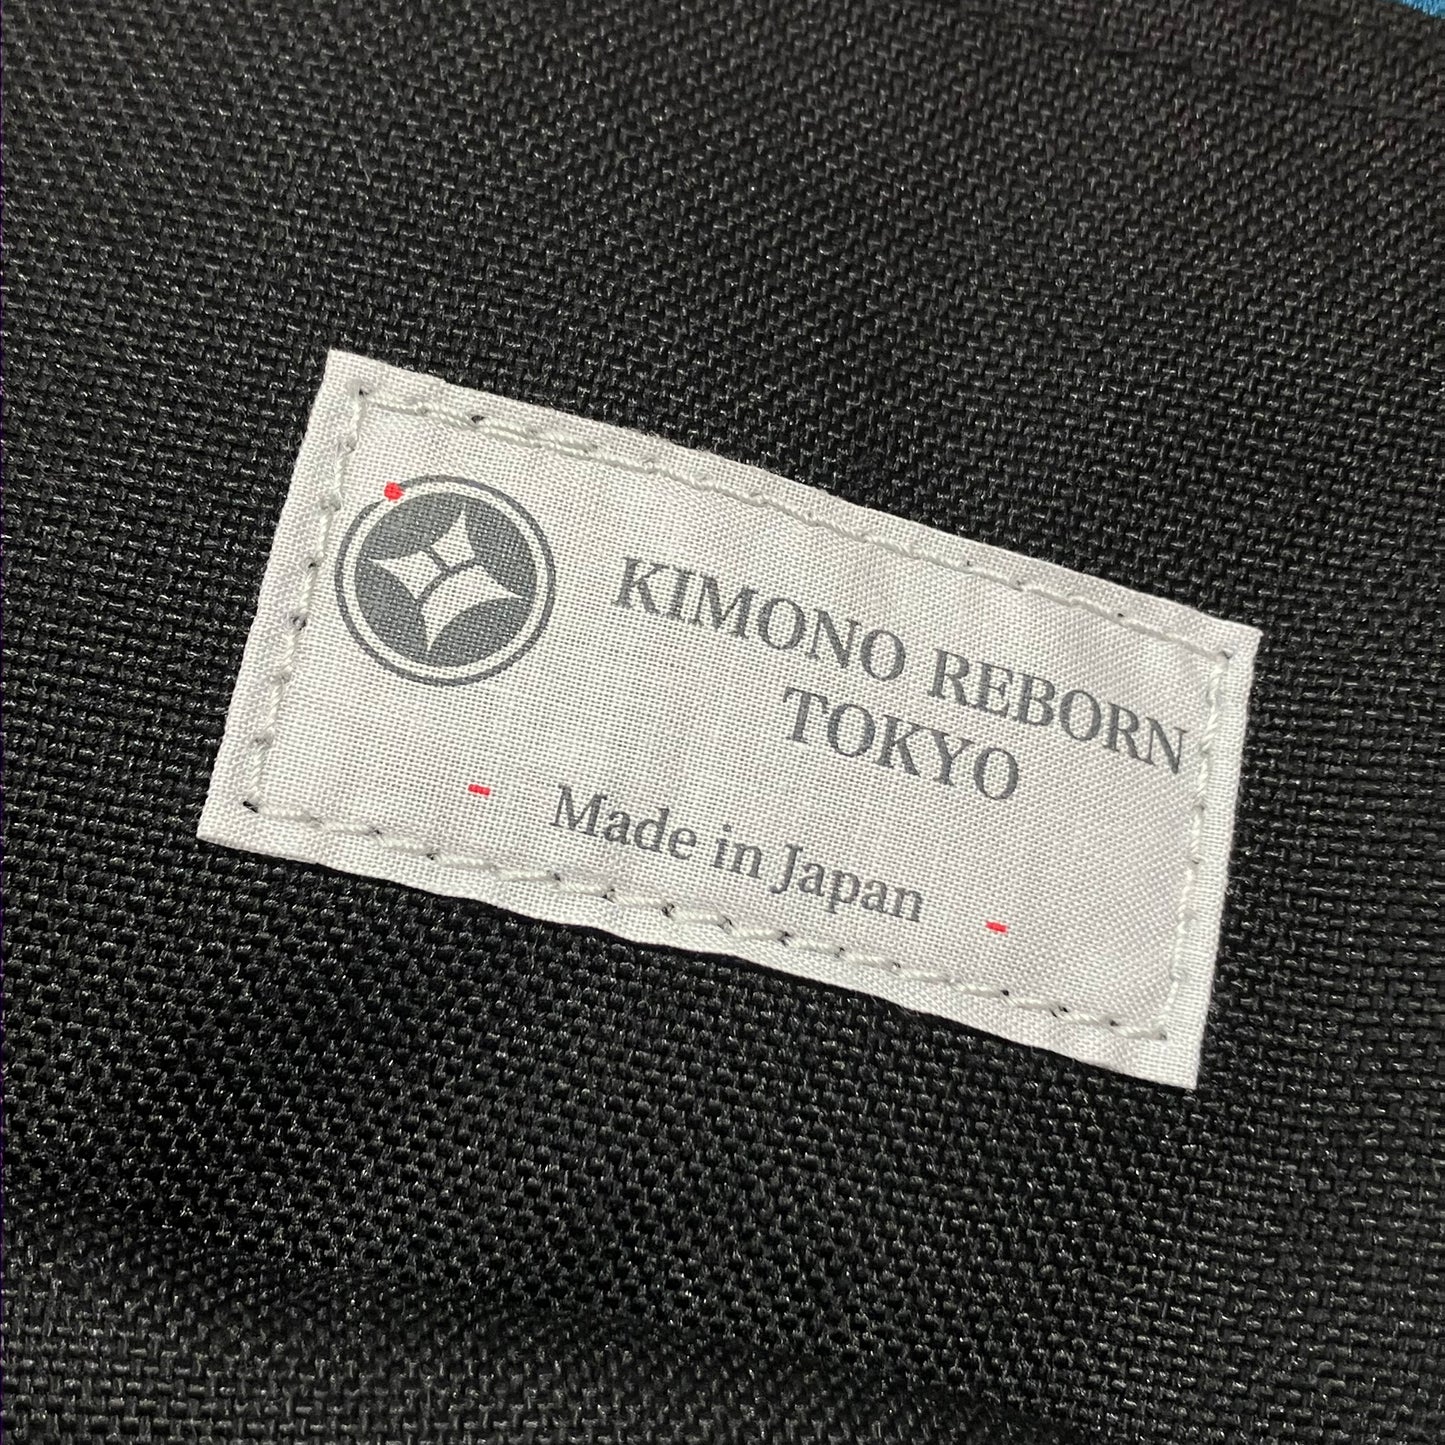 KIMONO REBORN
TOKYO
- Made in Japan -